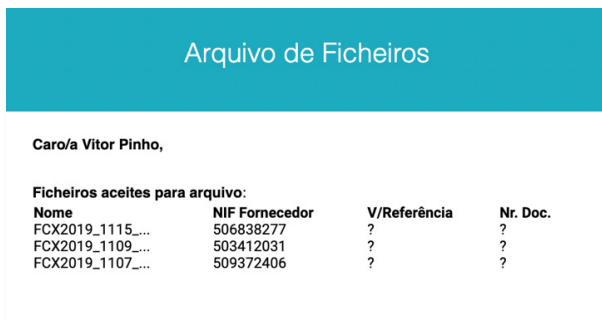 Arquivo de Ficheiros
Caro/a Vitor Pinho,
Ficheiros aceites para arquivo:
Nome NIF Fornecedor V/Referência Nr. Doc.
FCX2019_1115_... 506838277 ? ?
FCX2019_1109_... 503412031 ? ?
FCX2019_1107_... 509372406 ? ?